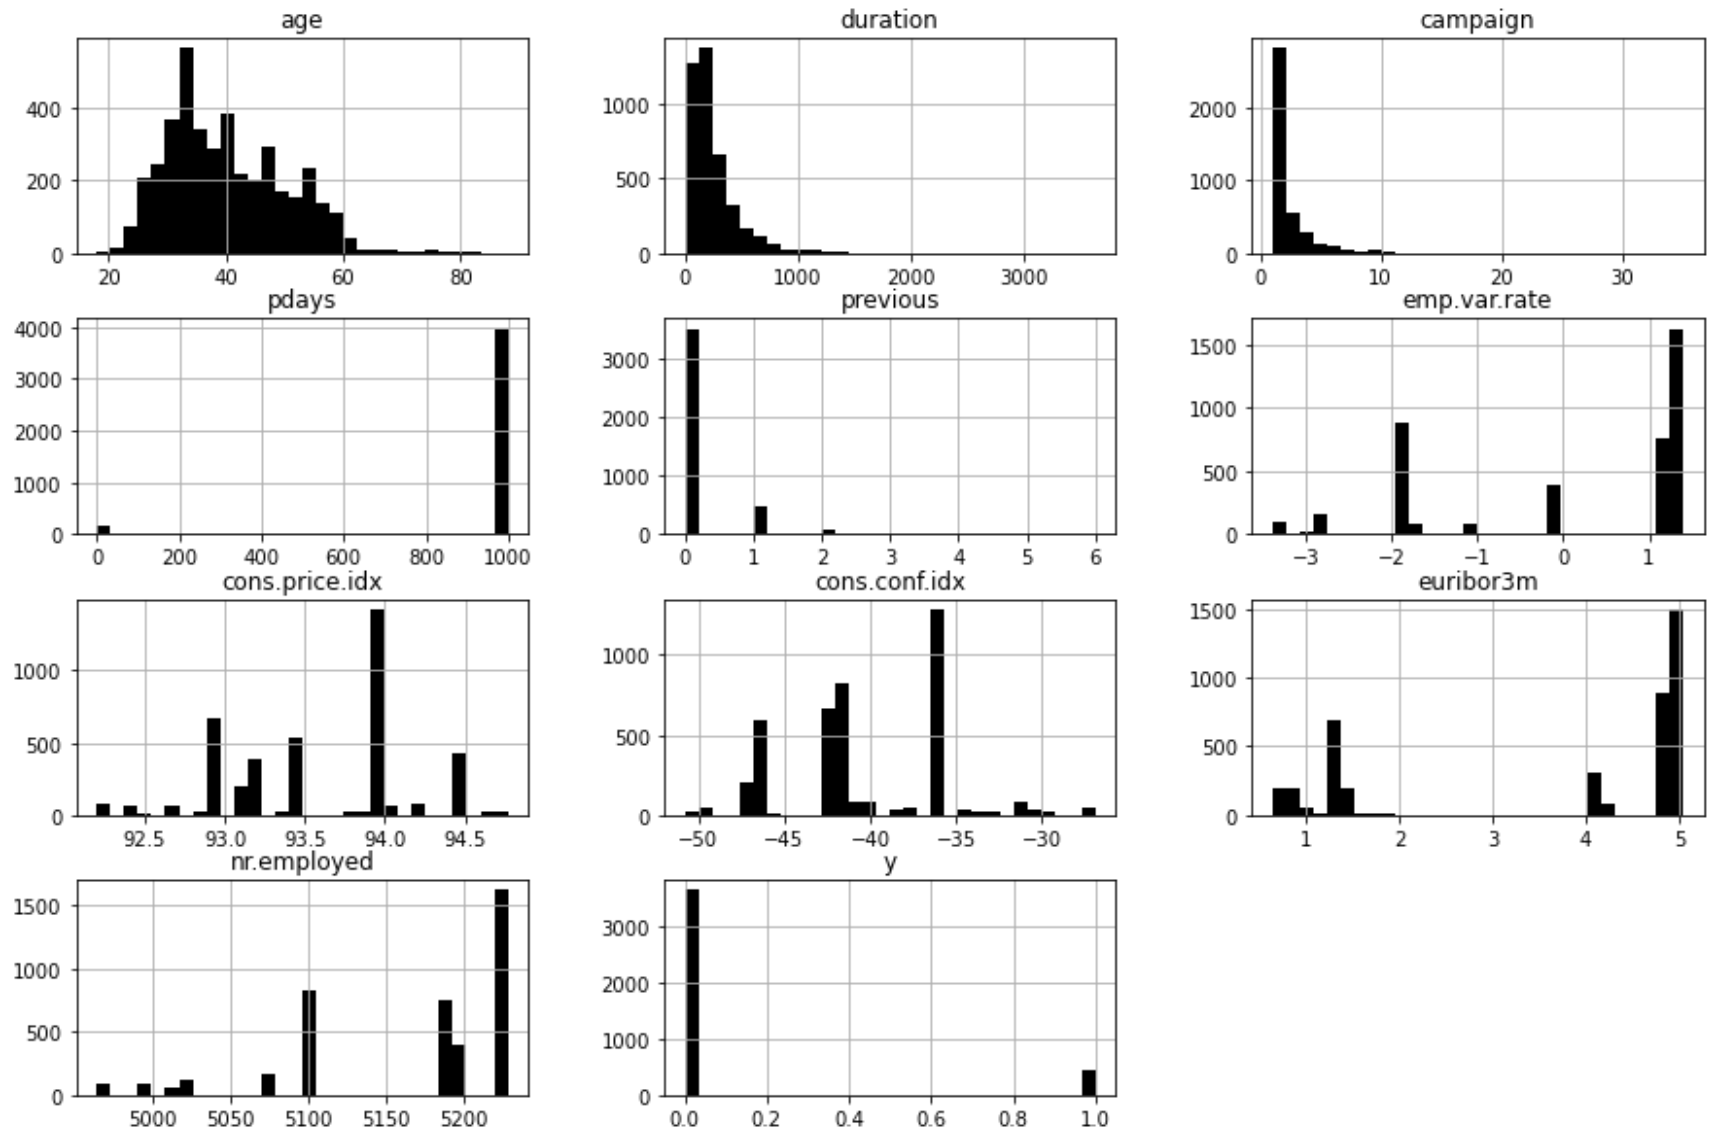 age
duration
campaign
400
200
0
20 40 60 80
1000
500
0
0 1000 2000 3000
2000
1000
0
0 10 20 30
pdays
previous
emp.var.rate
4000
3000
2000
1000
0
0 200 400 600 800 1000
3000
2000
1000
0
0 1 2 3 4 5 6
1500
1000
500
0
−3 −2 −1 0 1
cons.price.idx
cons.conf.idx
euribor3m
1000
500
0
92.5 93.0 93.5 94.0 94.5
1000
500
0
−50 −45 −40 −35 −30
1500
1000
500
0
1 2 3 4 5
nr.employed
y
1500
1000
500
0
5000 5050 5100 5150 5200
3000
2000
1000
0
0.0 0.2 0.4 0.6 0.8 1.0